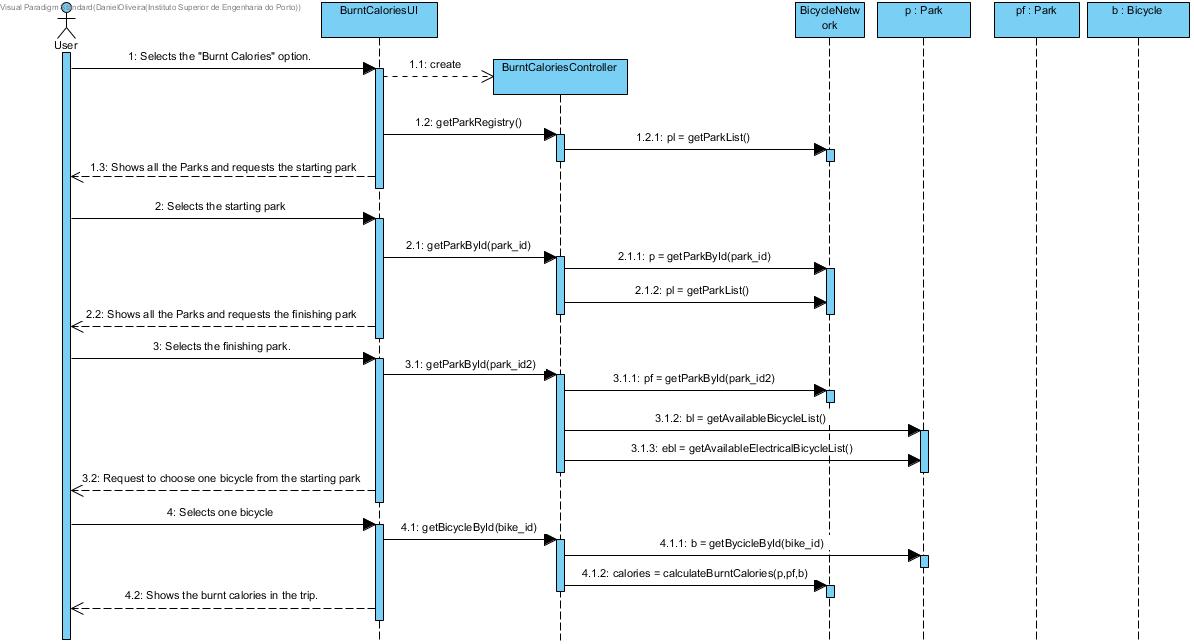 Visual Paradigm Standard(DanielOliveira(Instituto Superior de Engenharia do Porto))
User
BurntCaloriesUI
BicycleNetw
ork
p : Park
pf : Park
b : Bicycle
1: Selects the "Burnt Calories" option.
1.1: create
BurntCaloriesController
1.2: getParkRegistry()
1.2.1: pl = getParkList()
1.3: Shows all the Parks and requests the starting park
2: Selects the starting park
2.1: getParkById(park_id)
2.1.1: p = getParkById(park_id)
2.1.2: pl = getParkList()
2.2: Shows all the Parks and requests the finishing park
3: Selects the finishing park.
3.1: getParkById(park_id2)
3.1.1: pf = getParkById(park_id2)
3.1.2: bl = getAvailableBicycleList()
3.1.3: ebl = getAvailableElectricalBicycleList()
3.2: Request to choose one bicycle from the starting park
4: Selects one bicycle
4.1: getBicycleById(bike_id)
4.1.1: b = getBycicleById(bike_id)
4.1.2: calories = calculateBurntCalories(p,pf,b)
4.2: Shows the burnt calories in the trip.